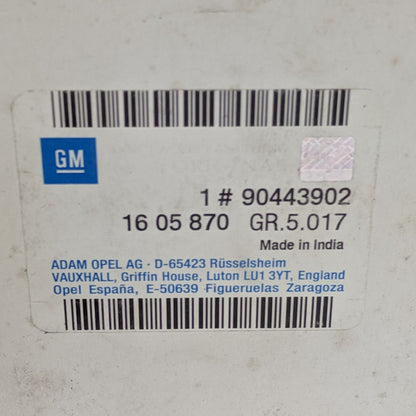 GM
1 # 90443902
16 05 870 GR.5.017
Made in India
ADAM OPEL AG · D-65423 Rüsselsheim
VAUXHALL, Griffin House, Luton LU1 3YT, England
Opel España, E-50639 Figueruelas Zaragoza